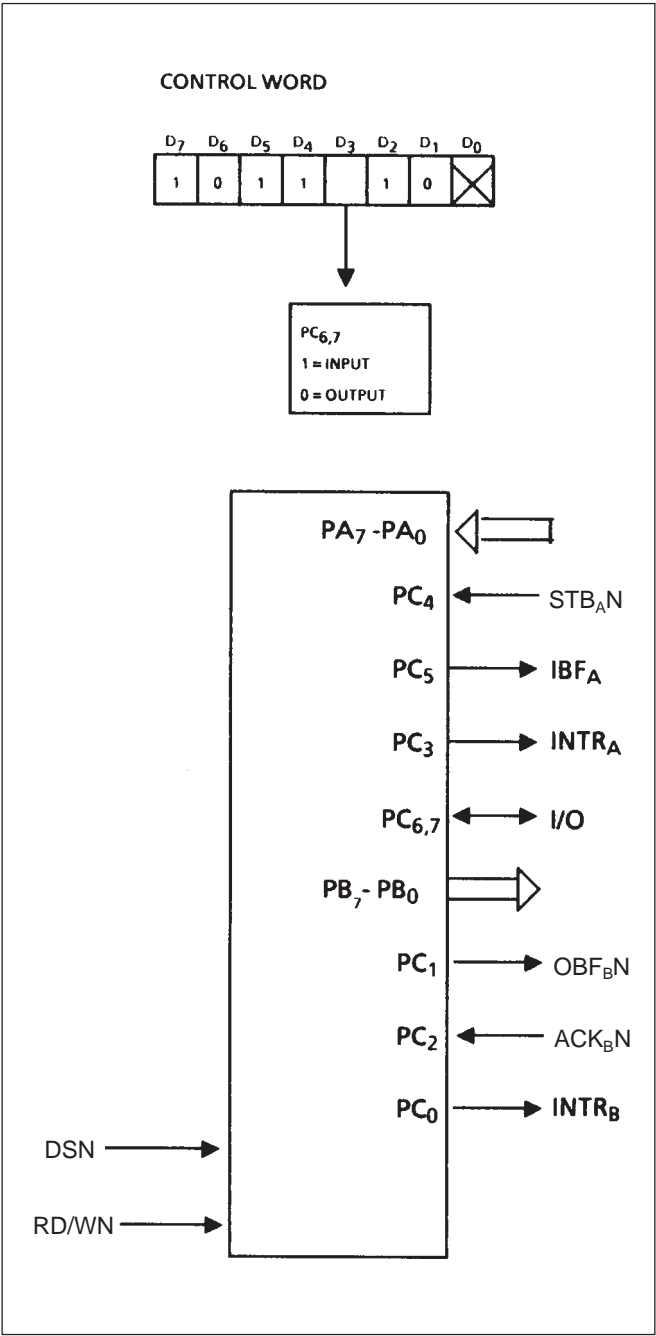 CONTROL WORD
D7 D6 D5 D4 D3 D2 D1 D0
1 0 1 1 1 0
PC6,7
1 = INPUT
0 = OUTPUT
PA7 -PA0
PC4 STBAN
PC5 IBFA
PC3 INTRA
PC6,7 I/O
PB7- PB0
PC1 OBFBN
PC2 ACKBN
PC0 INTRB
DSN
RD/WN